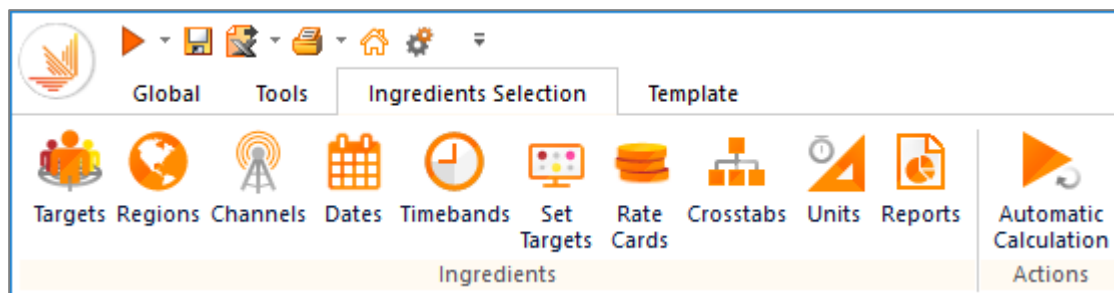 Global Tools Ingredients Selection Template
Targets Regions Channels Dates Timebands Set Targets Rate Cards Crosstabs Units Reports Automatic Calculation
Ingredients Actions